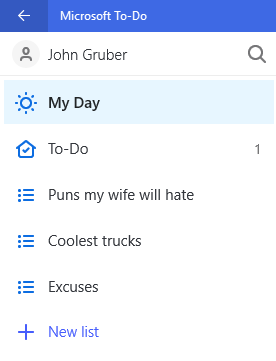 Microsoft To-Do
John Gruber
My Day
To-Do 1
Puns my wife will hate
Coolest trucks
Excuses
New list